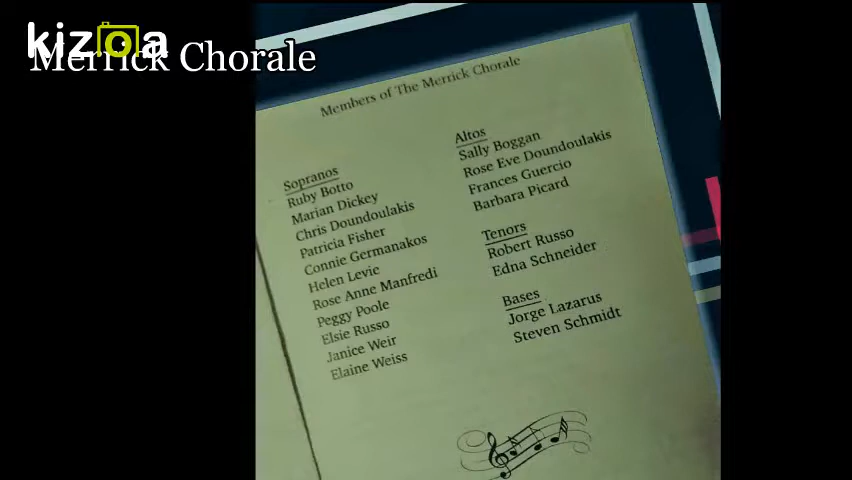 kizoa
Merrick Chorale
Members of The Merrick Chorale
Sopranos
Ruby Botto
Marian Dickey
Chris Doundoulakis
Patricia Fisher
Connie Germanakos
Helen Levic
Rose Anne Manfredi
Peggy Poole
Elsie Russo
Janice Weir
Elaine Weiss
Altos
Sally Boggan
Rose Eve Doundoulakis
Frances Guercio
Barbara Picard
Tenors
Robert Russo
Edna Schneider
Bases
Jorge Lazarus
Steven Schmidt